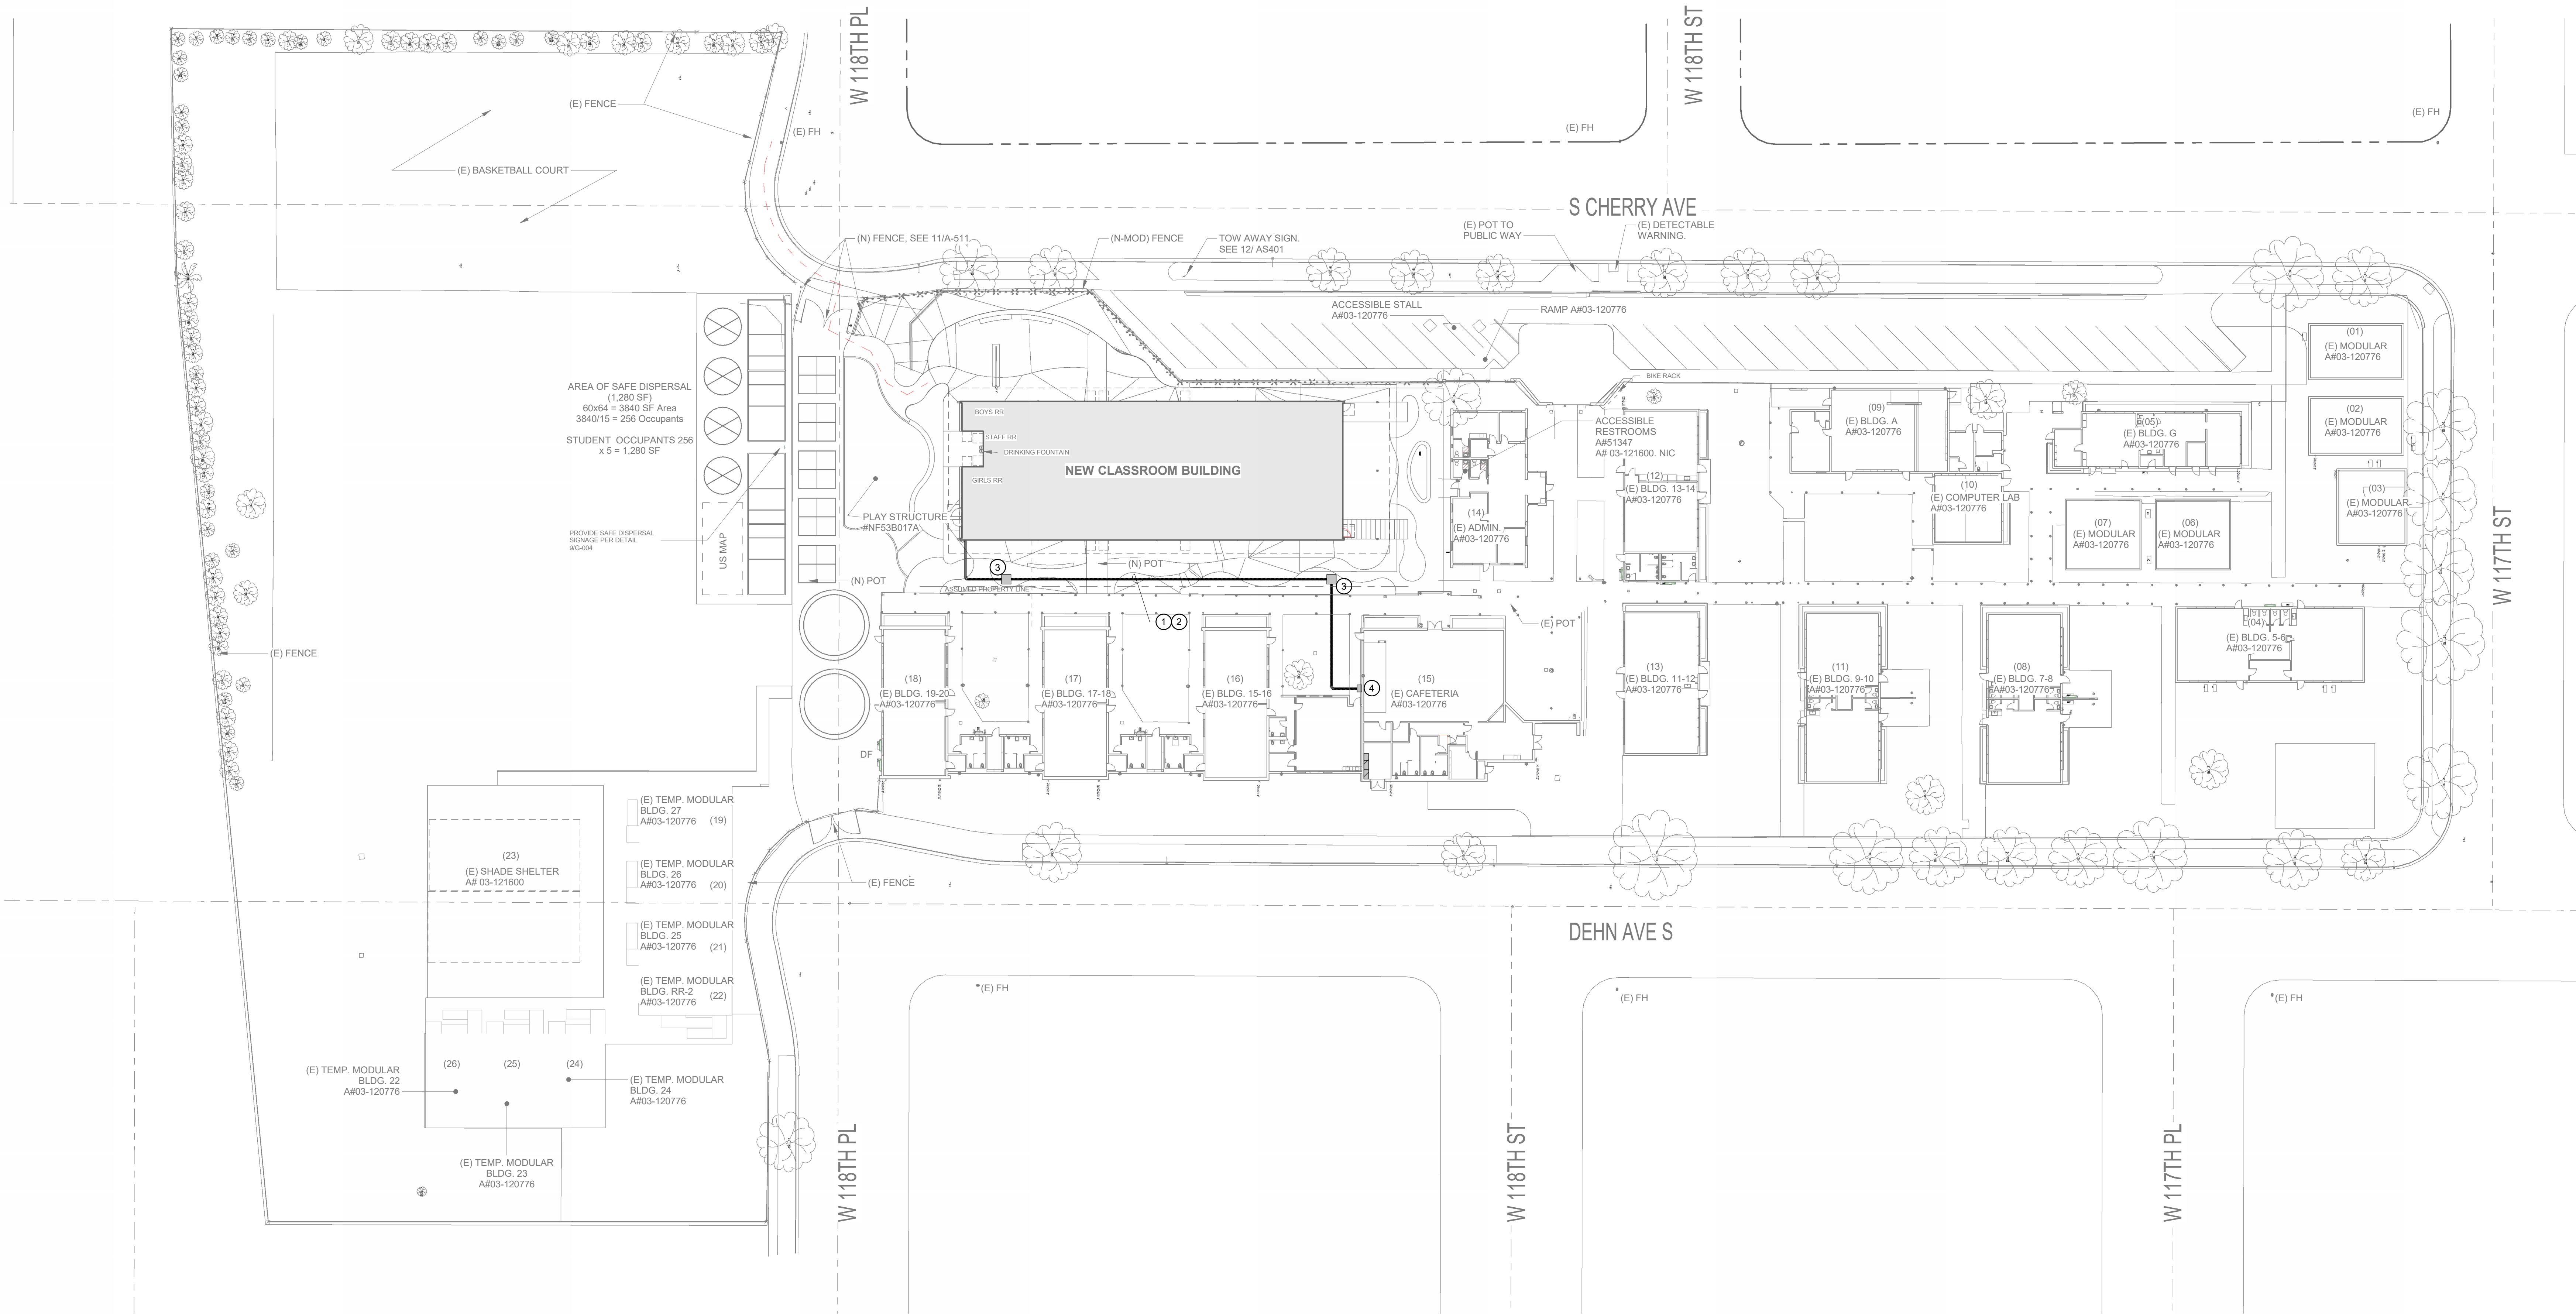 W 118TH PL
W 118TH ST
(E) FENCE
(E) FH
(E) FH
(E) FH
(E) BASKETBALL COURT
S CHERRY AVE
(N) FENCE, SEE 11/A-511
(N-MOD) FENCE
TOW AWAY SIGN.
SEE 12/ AS401
(E) POT TO
PUBLIC WAY
(E) DETECTABLE
WARNING.
ACCESSIBLE STALL
A#03-120776
RAMP A#03-120776
BIKE RACK
AREA OF SAFE DISPERSAL
(1,280 SF)
60x64 = 3840 SF Area
3840/15 = 256 Occupants
STUDENT OCCUPANTS 256
x 5 = 1,280 SF
PROVIDE SAFE DISPERSAL
SIGNAGE PER DETAIL
9/G-004
US MAP
BOYS RR
STAFF RR
DRINKING FOUNTAIN
GIRLS RR
NEW CLASSROOM BUILDING
PLAY STRUCTURE
#NF53B017A
(N) POT
(N) POT
3
3
ASSUMED PROPERTY LINE
1 2
4
ACCESSIBLE
RESTROOMS
A#51347
A# 03-121600. NIC
(14)
(E) ADMIN.
A#03-120776
(12)
(E) BLDG. 13-14
A#03-120776
(09)
(E) BLDG. A
A#03-120776
(10)
(E) COMPUTER LAB
A#03-120776
(05)
(E) BLDG. G
A#03-120776
(01)
(E) MODULAR
A#03-120776
(02)
(E) MODULAR
A#03-120776
(03)
(E) MODULAR
A#03-120776
(07)
(E) MODULAR
A#03-120776
(06)
(E) MODULAR
A#03-120776
W 117TH ST
(E) POT
(E) FENCE
(18)
(E) BLDG. 19-20
A#03-120776
(17)
(E) BLDG. 17-18
A#03-120776
(16)
(E) BLDG. 15-16
A#03-120776
(15)
(E) CAFETERIA
A#03-120776
(13)
(E) BLDG. 11-12
A#03-120776
(11)
(E) BLDG. 9-10
A#03-120776
(08)
(E) BLDG. 7-8
A#03-120776
(04)
(E) BLDG. 5-6
A#03-120776
DF
(E) TEMP. MODULAR
BLDG. 27
A#03-120776 (19)
(E) TEMP. MODULAR
BLDG. 26
A#03-120776 (20)
(E) TEMP. MODULAR
BLDG. 25
A#03-120776 (21)
(E) TEMP. MODULAR
BLDG. RR-2
A#03-120776 (22)
(23)
(E) SHADE SHELTER
A# 03-121600
(E) FENCE
DEHN AVE S
(E) FH
(E) FH
(E) FH
(26)
(25)
(24)
(E) TEMP. MODULAR
BLDG. 22
A#03-120776
(E) TEMP. MODULAR
BLDG. 24
A#03-120776
(E) TEMP. MODULAR
BLDG. 23
A#03-120776
W 118TH PL
W 118TH ST
W 117TH PL